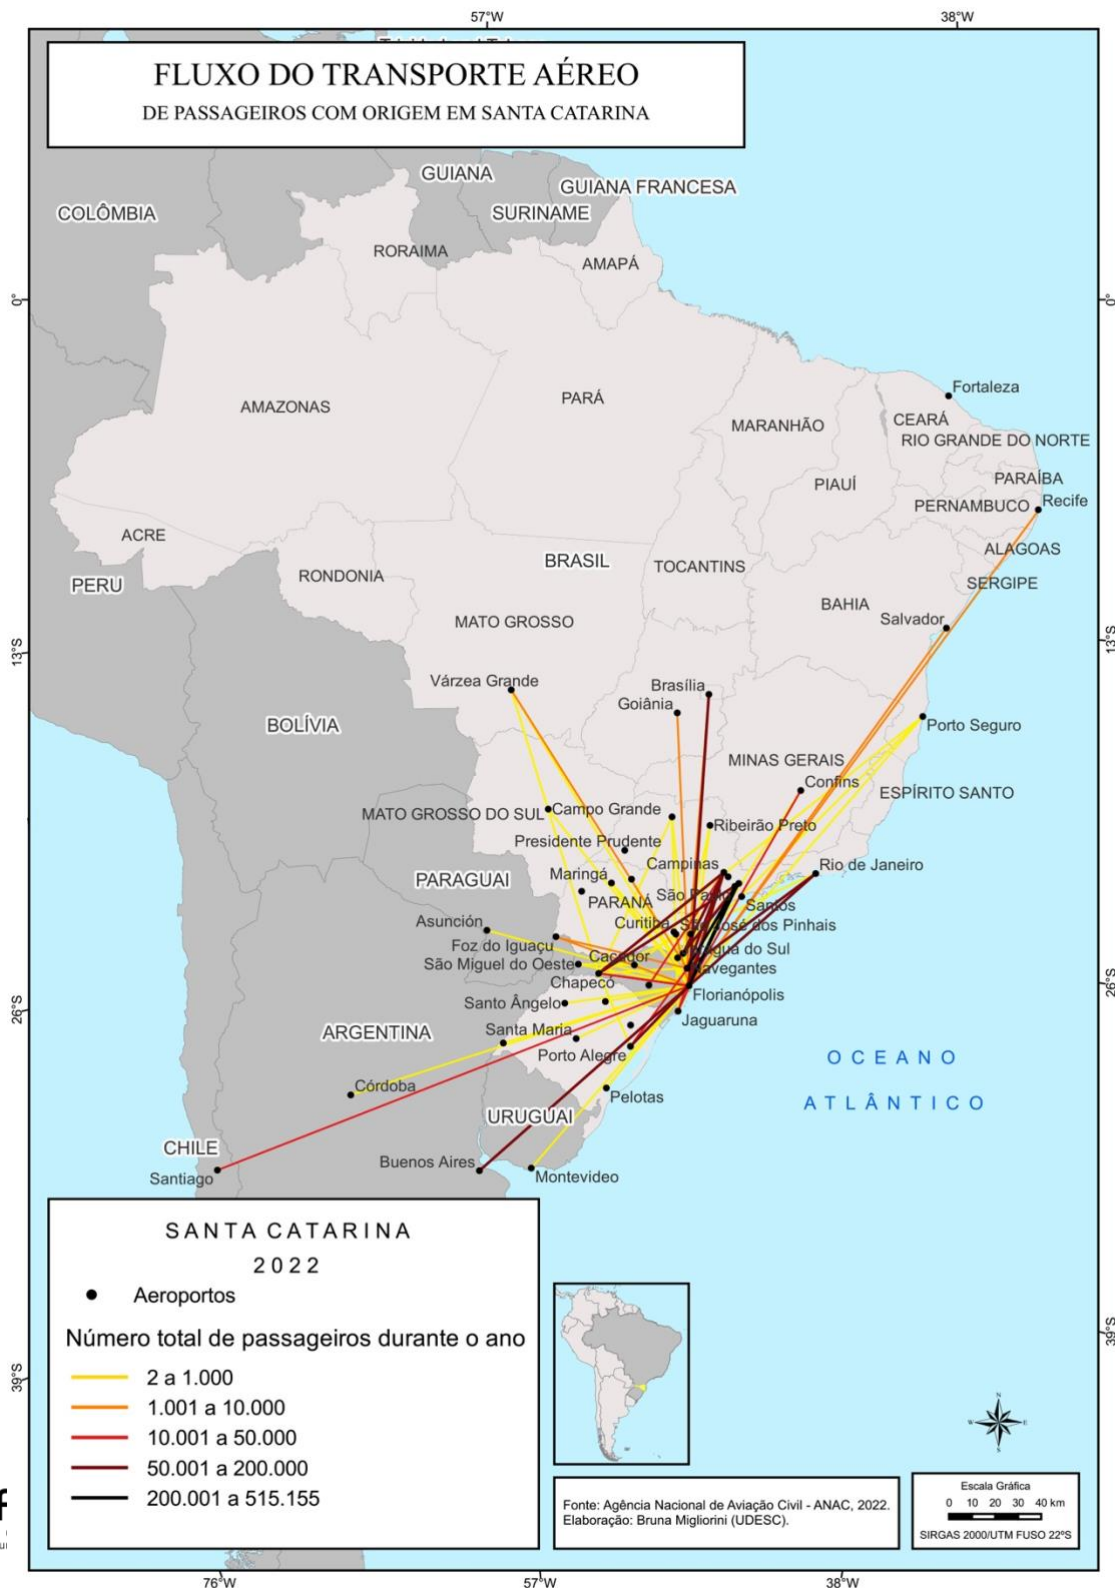 57°W
38°W
FLUXO DO TRANSPORTE AÉREO
DE PASSAGEIROS COM ORIGEM EM SANTA CATARINA
GUIANA
GUIANA FRANCESA
COLÔMBIA
SURINAME
RORAIMA
AMAPÁ
0°
0°
Fortaleza
PARÁ
AMAZONAS
CEARÁ
MARANHÃO
RIO GRANDE DO NORTE
PARAÍBA
PIAUÍ
Recife
PERNAMBUCO
ACRE
ALAGOAS
BRASIL
TOCANTINS
RONDONIA
PERU
SERGIPE
BAHIA
MATO GROSSO
Salvador
13°S
13°S
Várzea Grande
Brasília
Goiânia
BOLÍVIA
Porto Seguro
MINAS GERAIS
Confins
ESPÍRITO SANTO
MATO GROSSO DO SUL
Campo Grande
Ribeirão Preto
Presidente Prudente
Campinas
Rio de Janeiro
Maringá
PARAGUAI
São Paulo
PARANÁ
Santos
Asunción
Curitiba
São José dos Pinhais
Foz do Iguaçu
Caçador
São Miguel do Oeste
Navegantes
Chapecó
26°S
Florianópolis
Santo Ângelo
26°S
Jaguaruna
ARGENTINA
Santa Maria
Porto Alegre
OCEANO
ATLÂNTICO
Córdoba
Pelotas
URUGUAI
CHILE
Buenos Aires
Santiago
Montevideo
SANTA CATARINA
2022
Aeroportos
Número total de passageiros durante o ano
2 a 1.000
1.001 a 10.000
10.001 a 50.000
50.001 a 200.000
200.001 a 515.155
39°S
39°S
N
W
E
S
Fonte: Agência Nacional de Aviação Civil - ANAC, 2022.
Elaboração: Bruna Migliorini (UDESC).
Escala Gráfica
0 10 20 30 40 km
SIRGAS 2000/UTM FUSO 22ºS
76°W
57°W
38°W